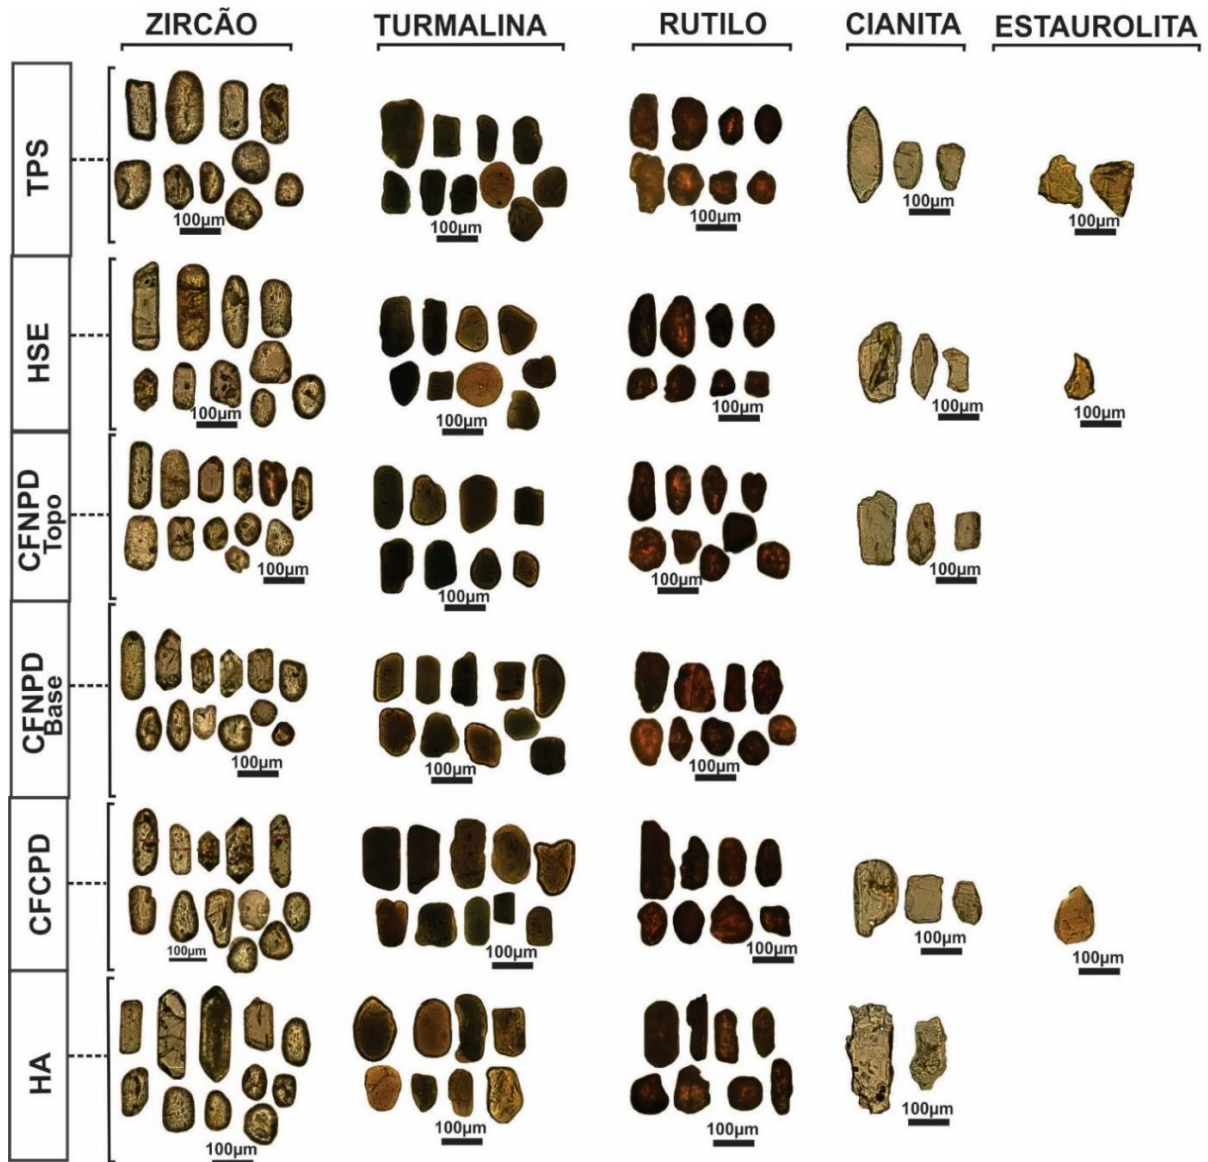 ZIRCÃO TURMALINA RUTILO CIANITA ESTAUROLITA
TPS
100µm 100µm 100µm 100µm 100µm
HSE
100µm 100µm 100µm 100µm 100µm
CFNPD
Topo
100µm 100µm 100µm 100µm
CFNPD
Base
100µm 100µm 100µm
CFCPD
100µm 100µm 100µm 100µm 100µm
HA
100µm 100µm 100µm 100µm